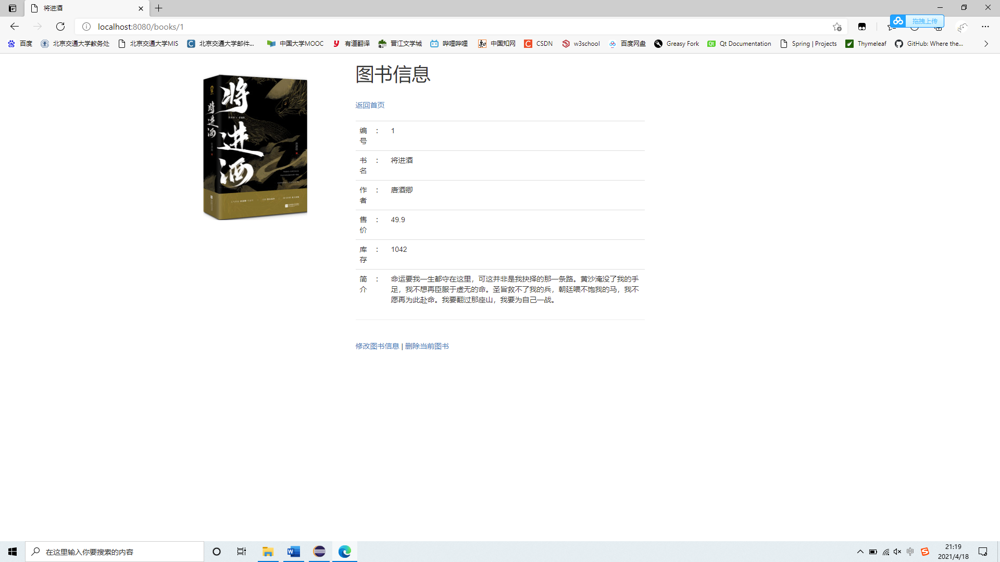 将进酒
localhost:8080/books/1
拖拽上传
百度
北京交通大学教务处
北京交通大学MIS
北京交通大学邮件...
中国大学MOOC
有道翻译
晋江文学城
哔哩哔哩
中国知网
CSDN
w3school
百度网盘
Greasy Fork
Qt Documentation
Spring | Projects
Thymeleaf
GitHub: Where the...
将进酒
将进酒
图书信息
返回首页
编号 : 1
书名 : 将进酒
作者 : 唐酒卿
售价 : 49.9
库存 : 1042
简介 : 命运要我一生都守在这里，可这并非是我抉择的那一条路。黄沙淹没了我的手
足，我不想再臣服于虚无的命。圣旨救不了我的兵，朝廷喂不饱我的马，我不
愿再为此赴命。我要翻过那座山，我要为自己一战。
修改图书信息 | 删除当前图书
在这里输入你要搜索的内容
中
21:19
2021/4/18